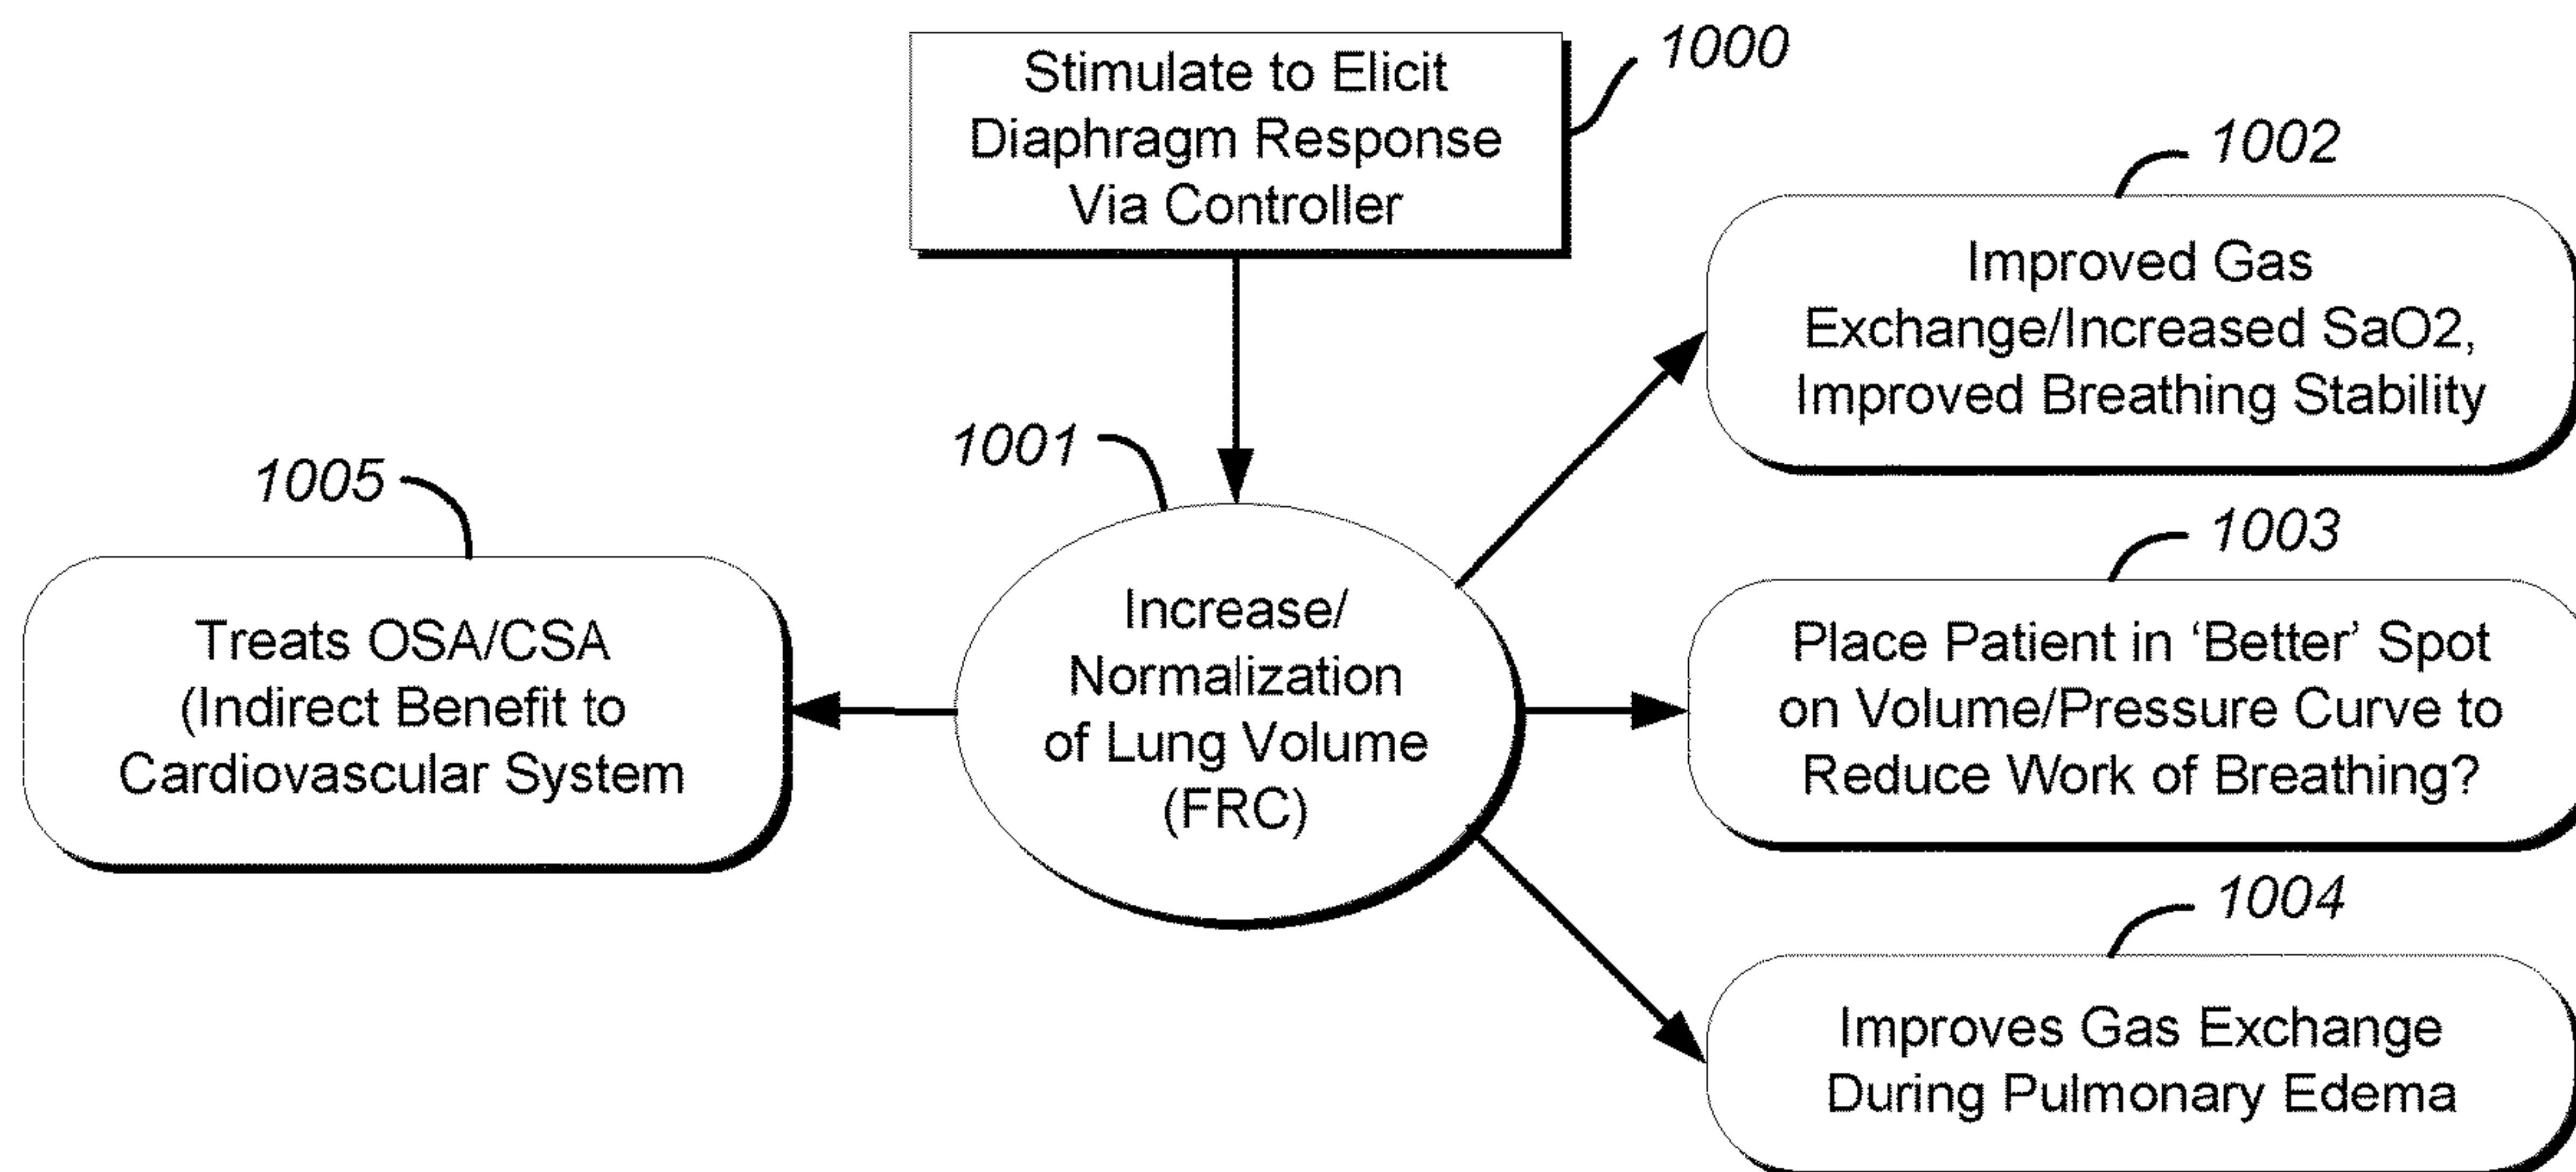 1000
Stimulate to Elicit
Diaphragm Response
Via Controller
1002
Improved Gas
Exchange/Increased SaO2,
Improved Breathing Stability
1001
Increase/
Normalization
of Lung Volume
(FRC)
1005
Treats OSA/CSA
(Indirect Benefit to
Cardiovascular System
1003
Place Patient in ‘Better’ Spot
on Volume/Pressure Curve to
Reduce Work of Breathing?
1004
Improves Gas Exchange
During Pulmonary Edema